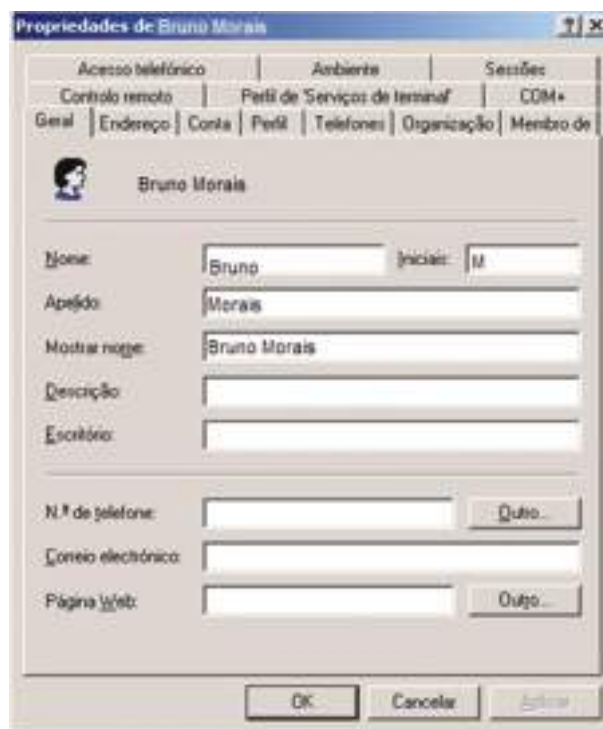 Propriedades de Bruno Morais
Acesso telefónico Ambiente Sessões
Controlo remoto Perfil de 'Serviços de terminal' COM+
Geral Endereço Conta Perfil Telefones Organização Membro de
Bruno Morais
Nome: Bruno Iniciais: M
Apelido: Morais
Mostrar nome: Bruno Morais
Descrição:
Escritório:
N.º de telefone: Outro...
Correio electrónico:
Página Web: Outro...
OK Cancelar Aplicar